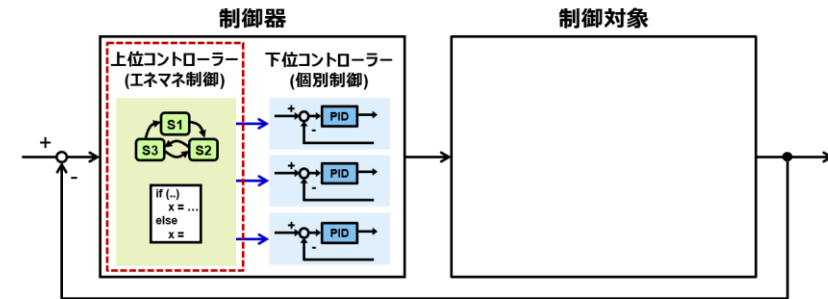 制御器
制御対象
上位コントローラー
(エネマネ制御)
下位コントローラー
(個別制御)
S1
S3
S2
if (..)
x = ...
else
x =
+
-
PID
+
-
PID
+
-
PID
+
-